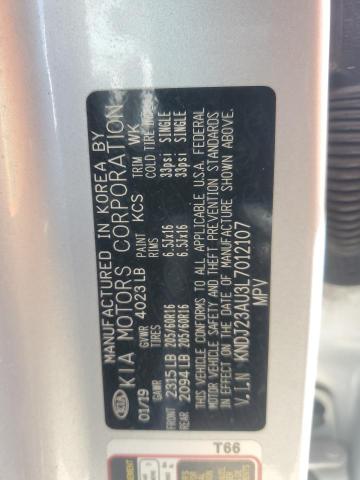 MANUFACTURED IN KOREA BY
KIA MOTORS CORPORATION
KIA
01/19 GVWR 4023 LB PAINT KCS TRIM WK
GAWR TIRES RIMS COLD TIRE
FRONT 2315 LB 205/60R16 6.5Jx16 33psi SINGLE
REAR 2094 LB 205/60R16 6.5Jx16 33psi SINGLE
THIS VEHICLE CONFORMS TO ALL APPLICABLE U.S.A. FEDERAL
MOTOR VEHICLE SAFETY AND THEFT PREVENTION STANDARDS
IN EFFECT ON THE DATE OF MANUFACTURE SHOWN ABOVE.
V.I.N KNDJ23AU3L7012107
MPV
T66